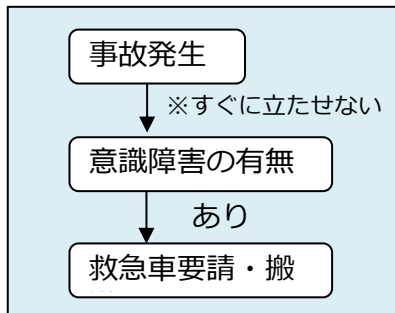 事故発生
※すぐに立たせない
意識障害の有無
あり
救急車要請・搬